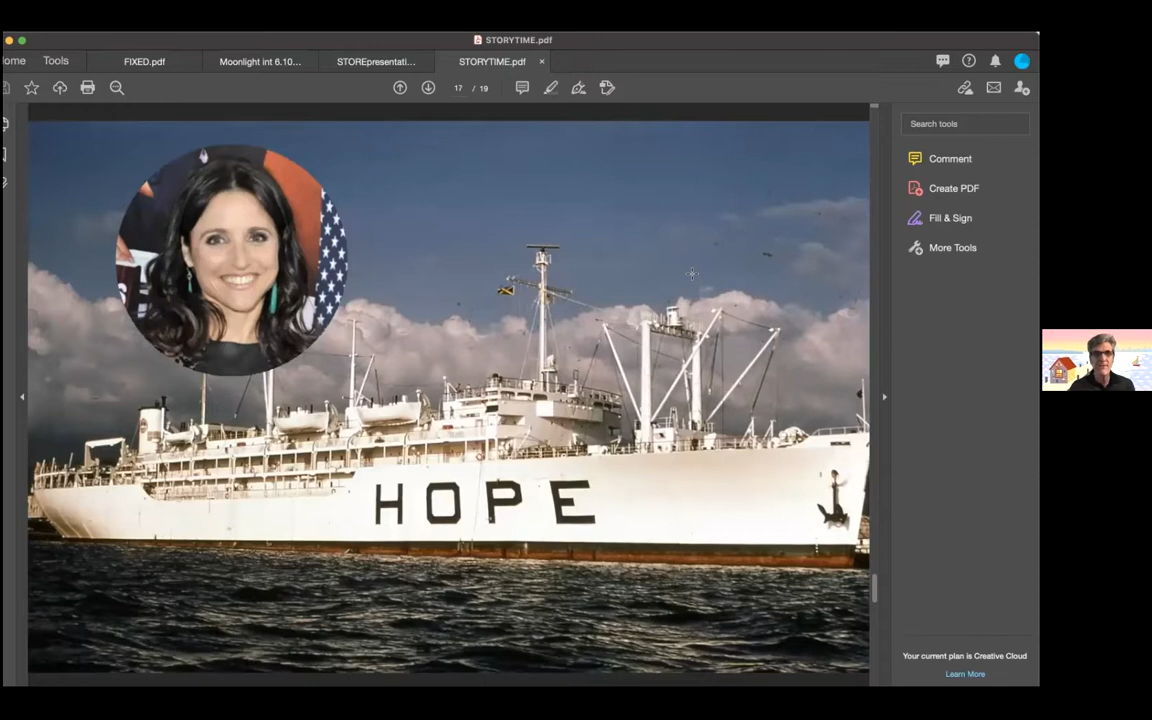 STORYTIME.pdf
ome
Tools
FIXED.pdf
Moonlight int 6.10...
STOREpresentati...
STORYTIME.pdf
17 / 19
Search tools
Comment
Create PDF
Fill & Sign
More Tools
HOPE
Your current plan is Creative Cloud
Learn More